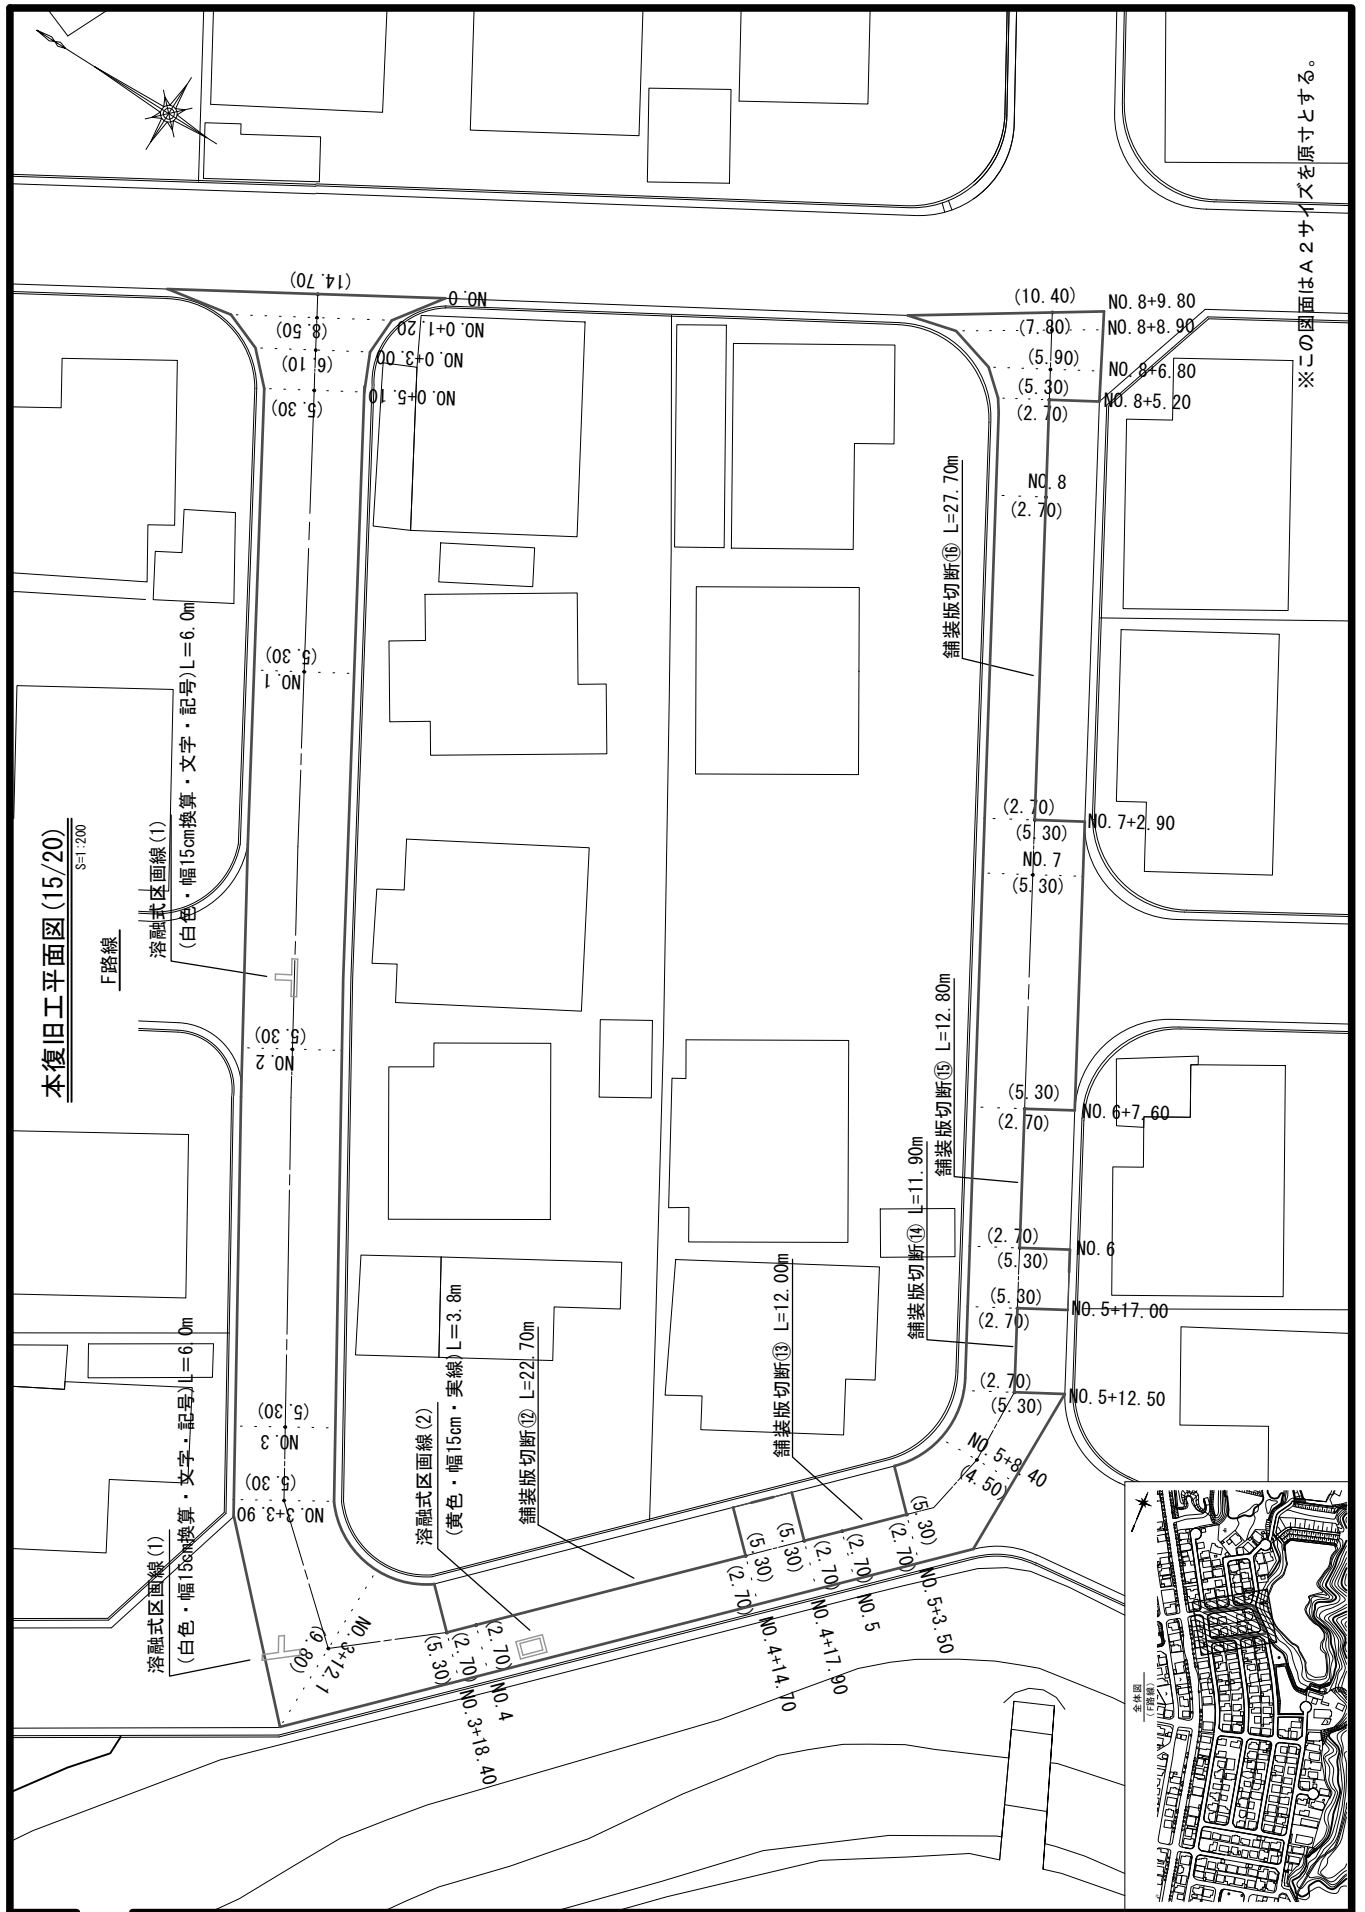 本復旧工平面図(15/20)
S=1:200
F路線
溶融式区画線(1)
(白色・幅15cm換算・文字・記号)L=6.0m
溶融式区画線(1)
(白色・幅15cm換算・文字・記号)L=6.0m
溶融式区画線(2)
(黄色・幅15cm・実線)L=3.8m
舗装版切断⑫ L=22.70m
舗装版切断⑬ L=12.00m
舗装版切断⑭ L=11.90m
舗装版切断⑮ L=12.80m
舗装版切断⑯ L=27.70m
(14.70)
NO.0
(8.50)
NO.0+1.20
(6.10)
NO.0+3.00
(5.30)
NO.0+5.10
(5.30)
NO.1
(5.30)
NO.2
(5.30)
NO.3
(5.30)
NO.3+3.90
NO.3+12.1
(9.80)
(5.30)
(2.70)
NO.3+18.40
(2.70)
NO.4
(5.30)
(2.70)
NO.4+14.70
(5.30)
(2.70)
NO.4+17.90
(2.70)
NO.5
(5.30)
(2.70)
NO.5+3.50
NO.5+8.40
(4.50)
(2.70)
(5.30)
NO.5+12.50
(5.30)
(2.70)
NO.5+17.00
(2.70)
(5.30)
NO.6
(5.30)
(2.70)
NO.6+7.60
NO.7
(5.30)
(2.70)
(5.30)
NO.7+2.90
NO.8
(2.70)
(5.30)
(2.70)
NO.8+5.20
(5.90)
NO.8+6.80
(7.80)
NO.8+8.90
(10.40)
NO.8+9.80
※この図面はA2サイズを原寸とする。
全体図
(F路線)